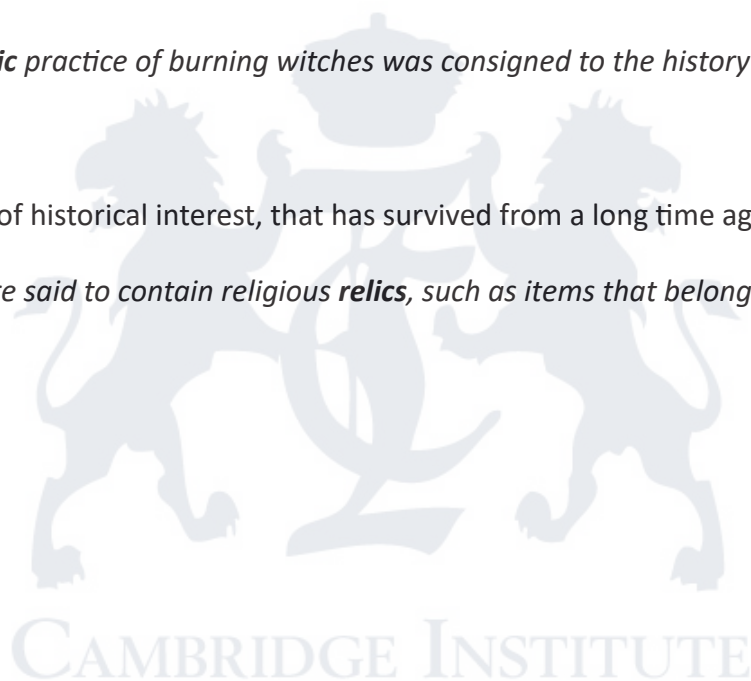 ic practice of burning witches was consigned to the history
of historical interest, that has survived from a long time ag
e said to contain religious relics, such as items that belong
CAMBRIDGE INSTITUTE